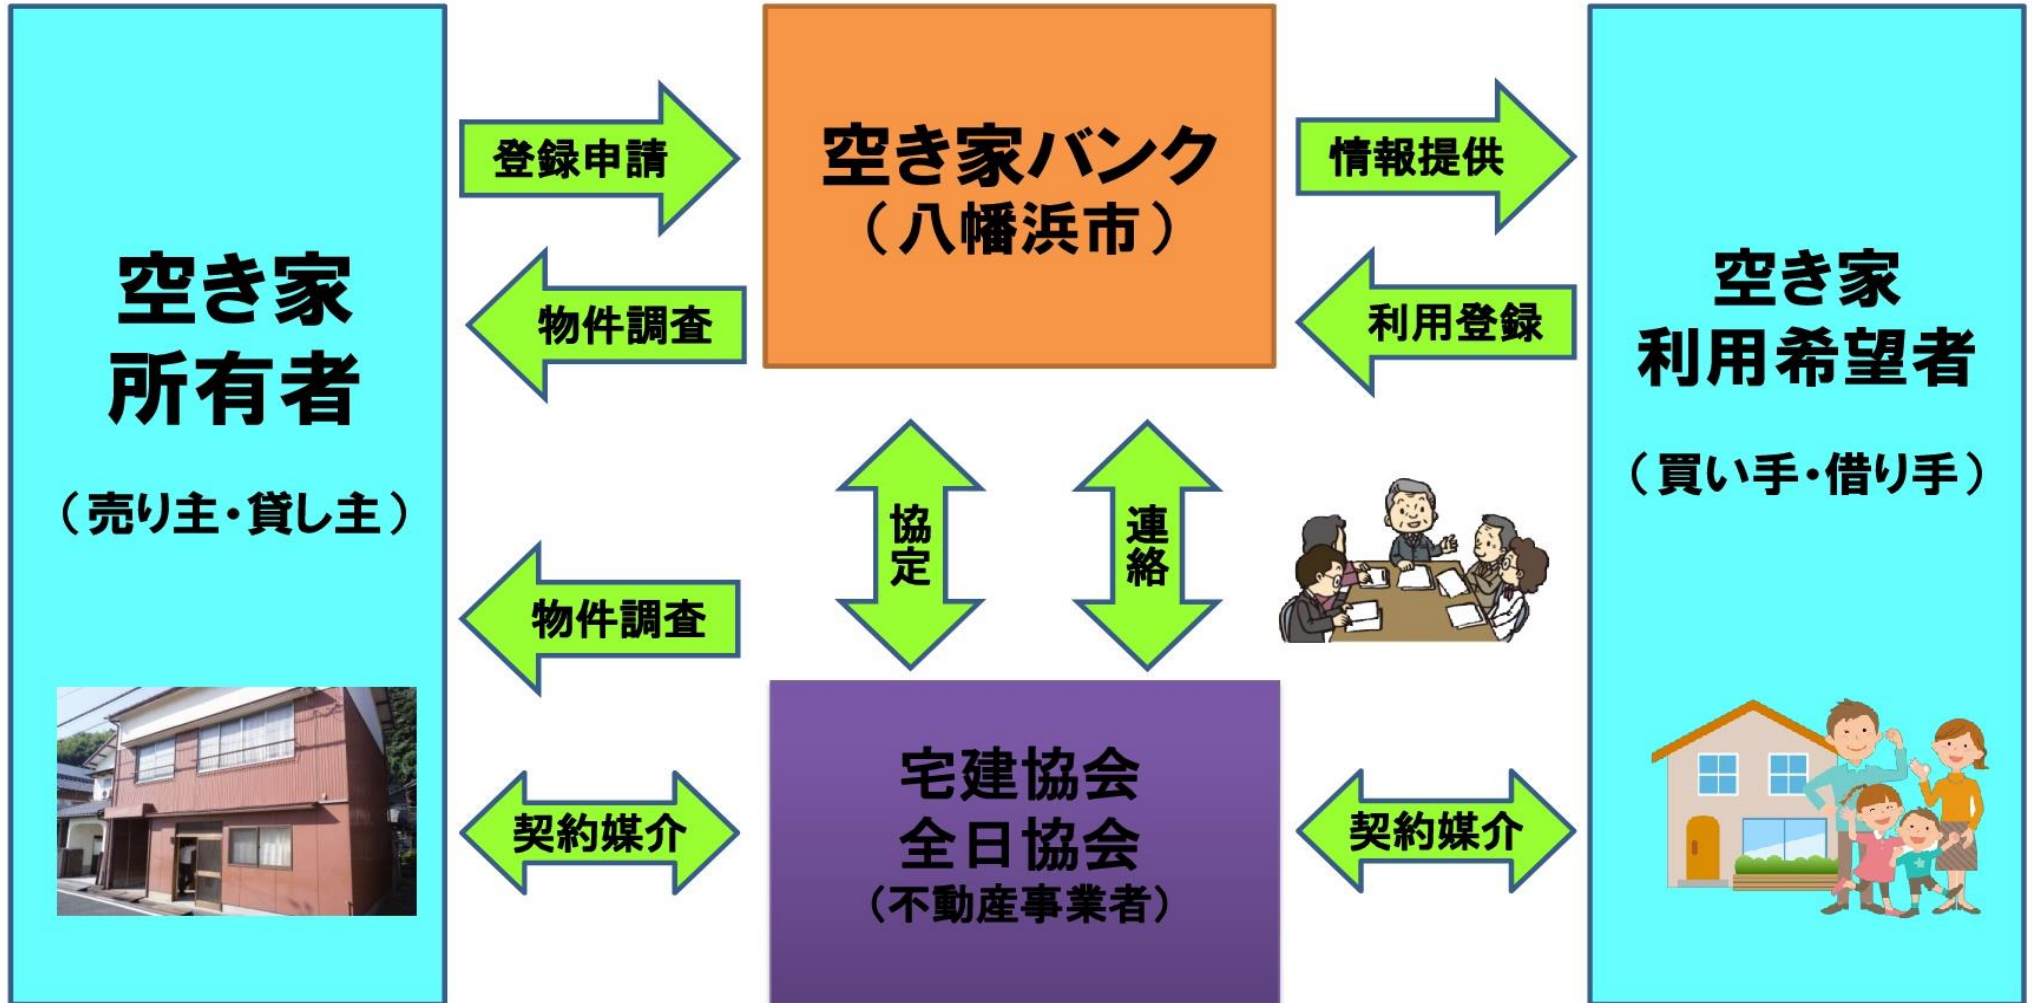 空き家
所有者
（売り主・貸し主）
登録申請
物件調査
物件調査
契約媒介
空き家バンク
（八幡浜市）
協定
連絡
宅建協会
全日協会
（不動産事業者）
情報提供
利用登録
契約媒介
空き家
利用希望者
（買い手・借り手）